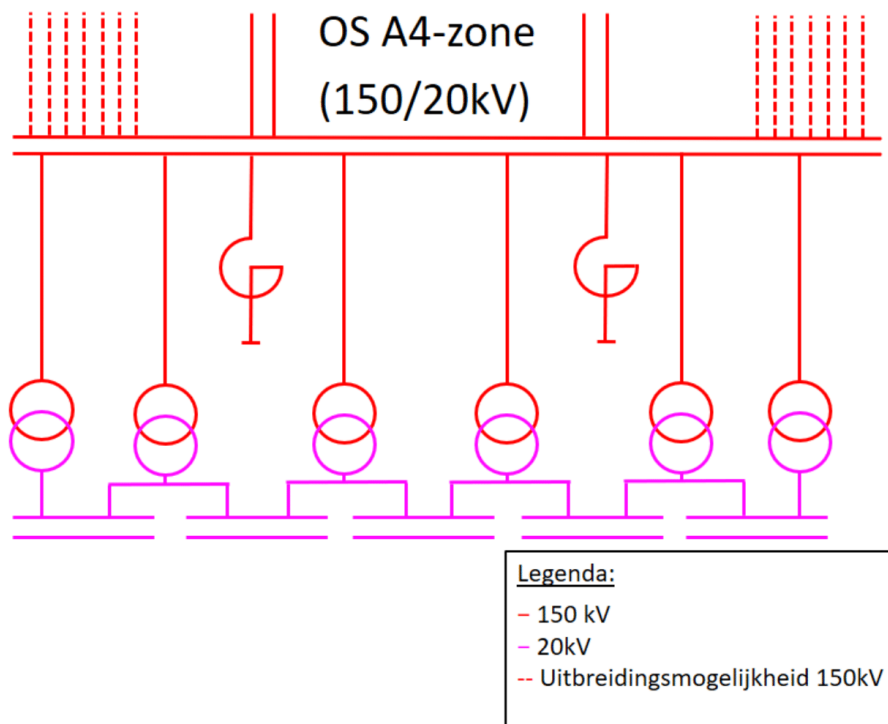 OS A4-zone
(150/20kV)
Legenda:
– 150 kV
– 20kV
-- Uitbreidingsmogelijkheid 150kV